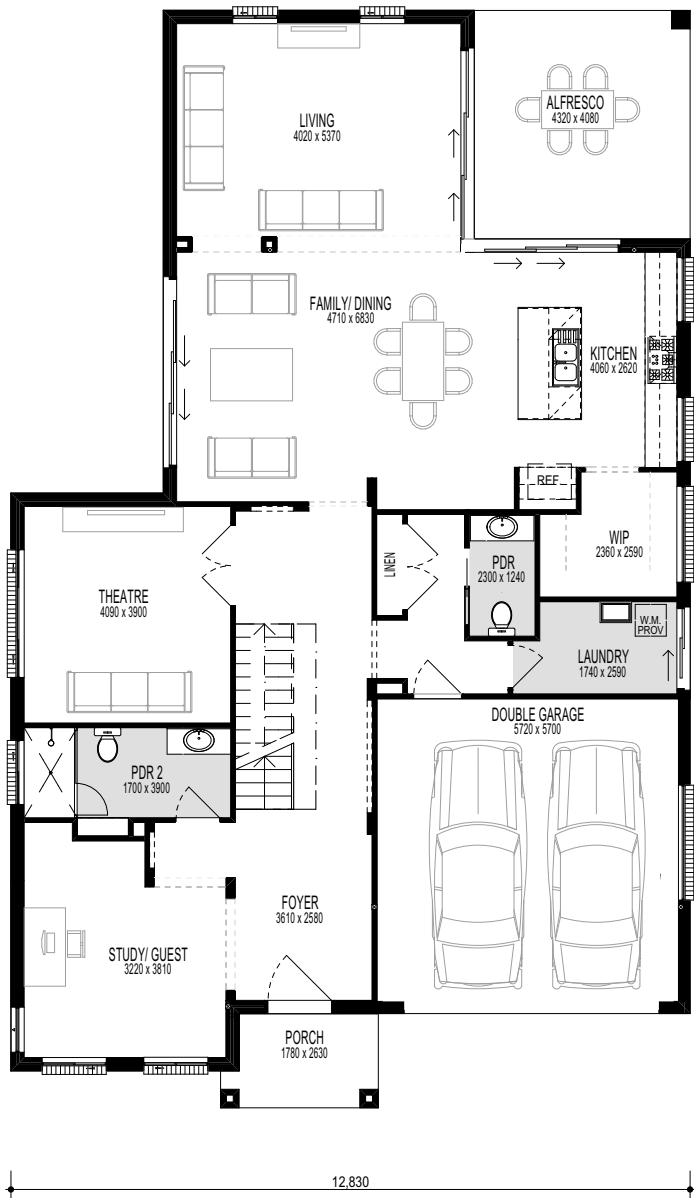 LIVING
4020 x 5370
ALFRESCO
4320 x 4080
FAMILY/ DINING
4710 x 6830
KITCHEN
4060 x 2620
REF
WIP
2360 x 2590
LINEN
PDR
2300 x 1240
THEATRE
4090 x 3900
W.M.
PROV
LAUNDRY
1740 x 2590
DOUBLE GARAGE
5720 x 5700
PDR 2
1700 x 3900
FOYER
3610 x 2580
STUDY/ GUEST
3220 x 3810
PORCH
1780 x 2630
12,830